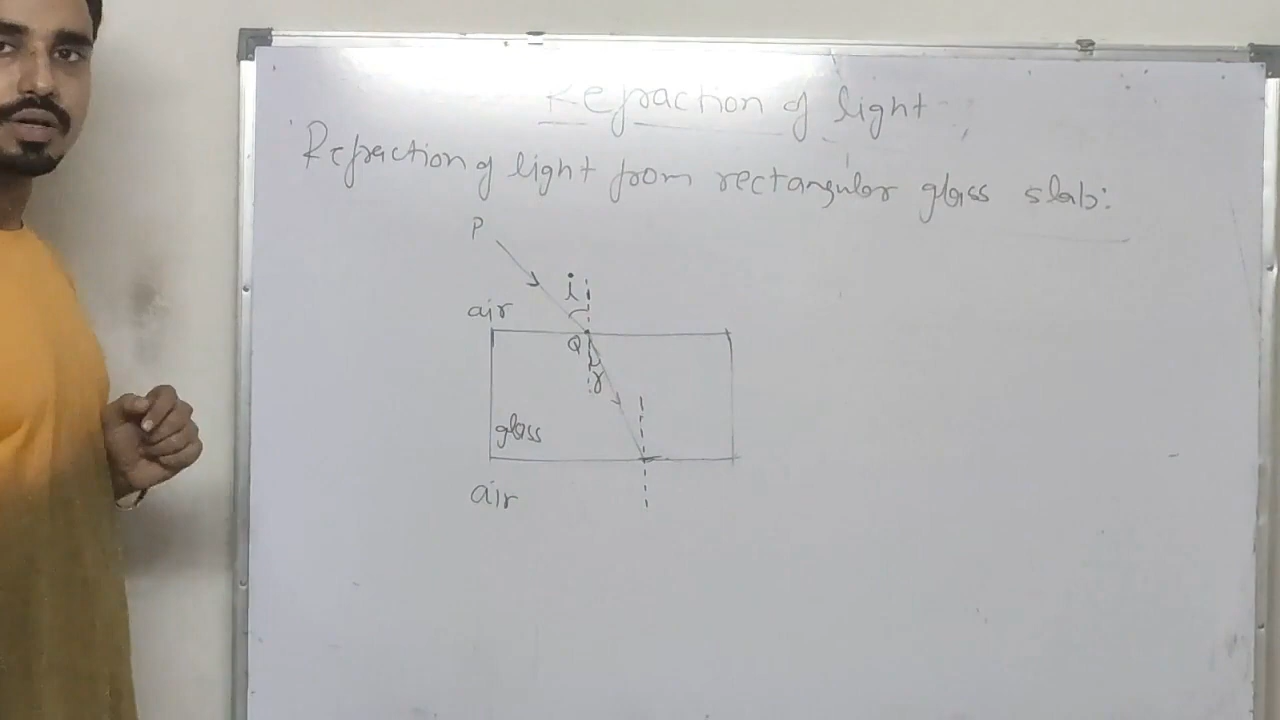 Refraction of light
Refraction of light from rectangular glass slab:
P
i
air
Q
r
glass
air